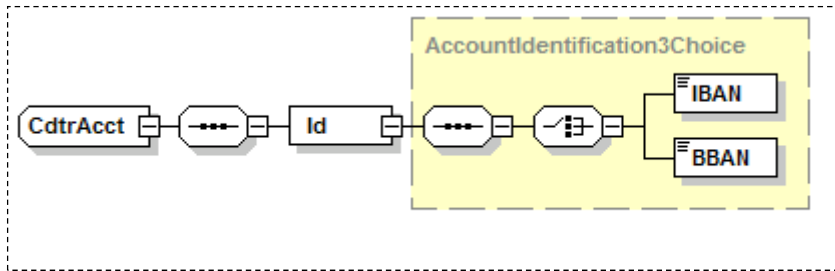 AccountIdentification3Choice
CdtrAcct
Id
IBAN
BBAN